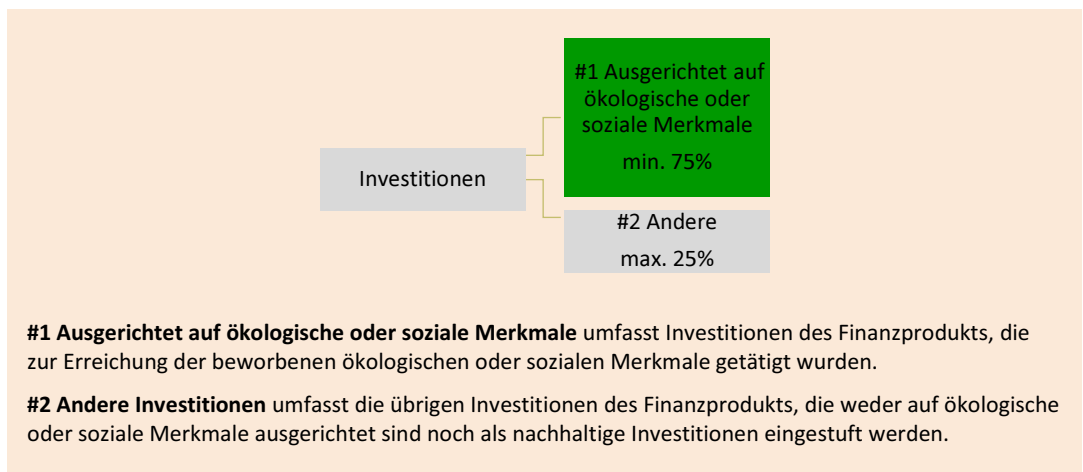 #1 Ausgerichtet auf
ökologische oder
soziale Merkmale
min. 75%
Investitionen
#2 Andere
max. 25%
#1 Ausgerichtet auf ökologische oder soziale Merkmale umfasst Investitionen des Finanzprodukts, die
zur Erreichung der beworbenen ökologischen oder sozialen Merkmale getätigt wurden.
#2 Andere Investitionen umfasst die übrigen Investitionen des Finanzprodukts, die weder auf ökologische
oder soziale Merkmale ausgerichtet sind noch als nachhaltige Investitionen eingestuft werden.